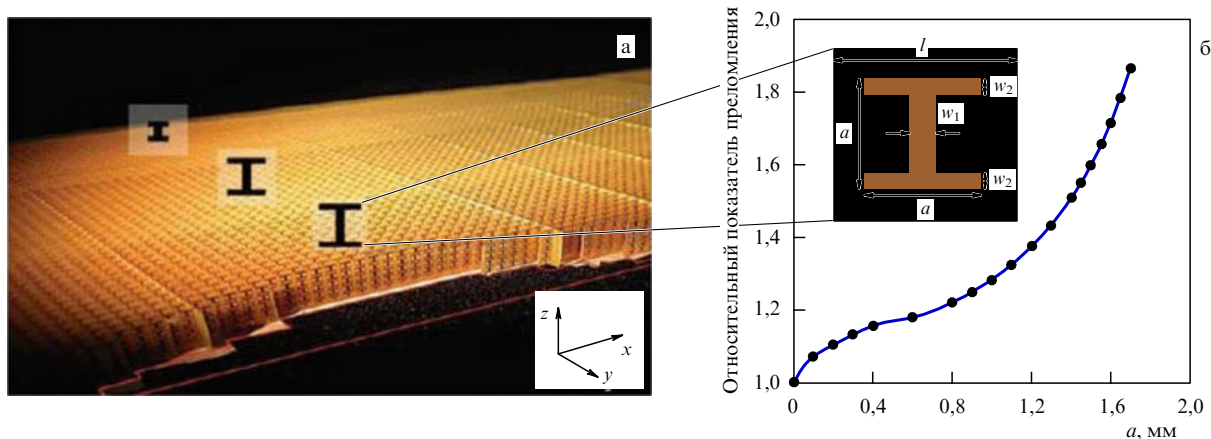 а
z
x
y
Относительный показатель преломления
2,0
1,8
1,6
1,4
1,2
1,0
0
0,4
0,8
1,2
1,6
2,0
a, мм
б
l
w2
w1
a
w2
a